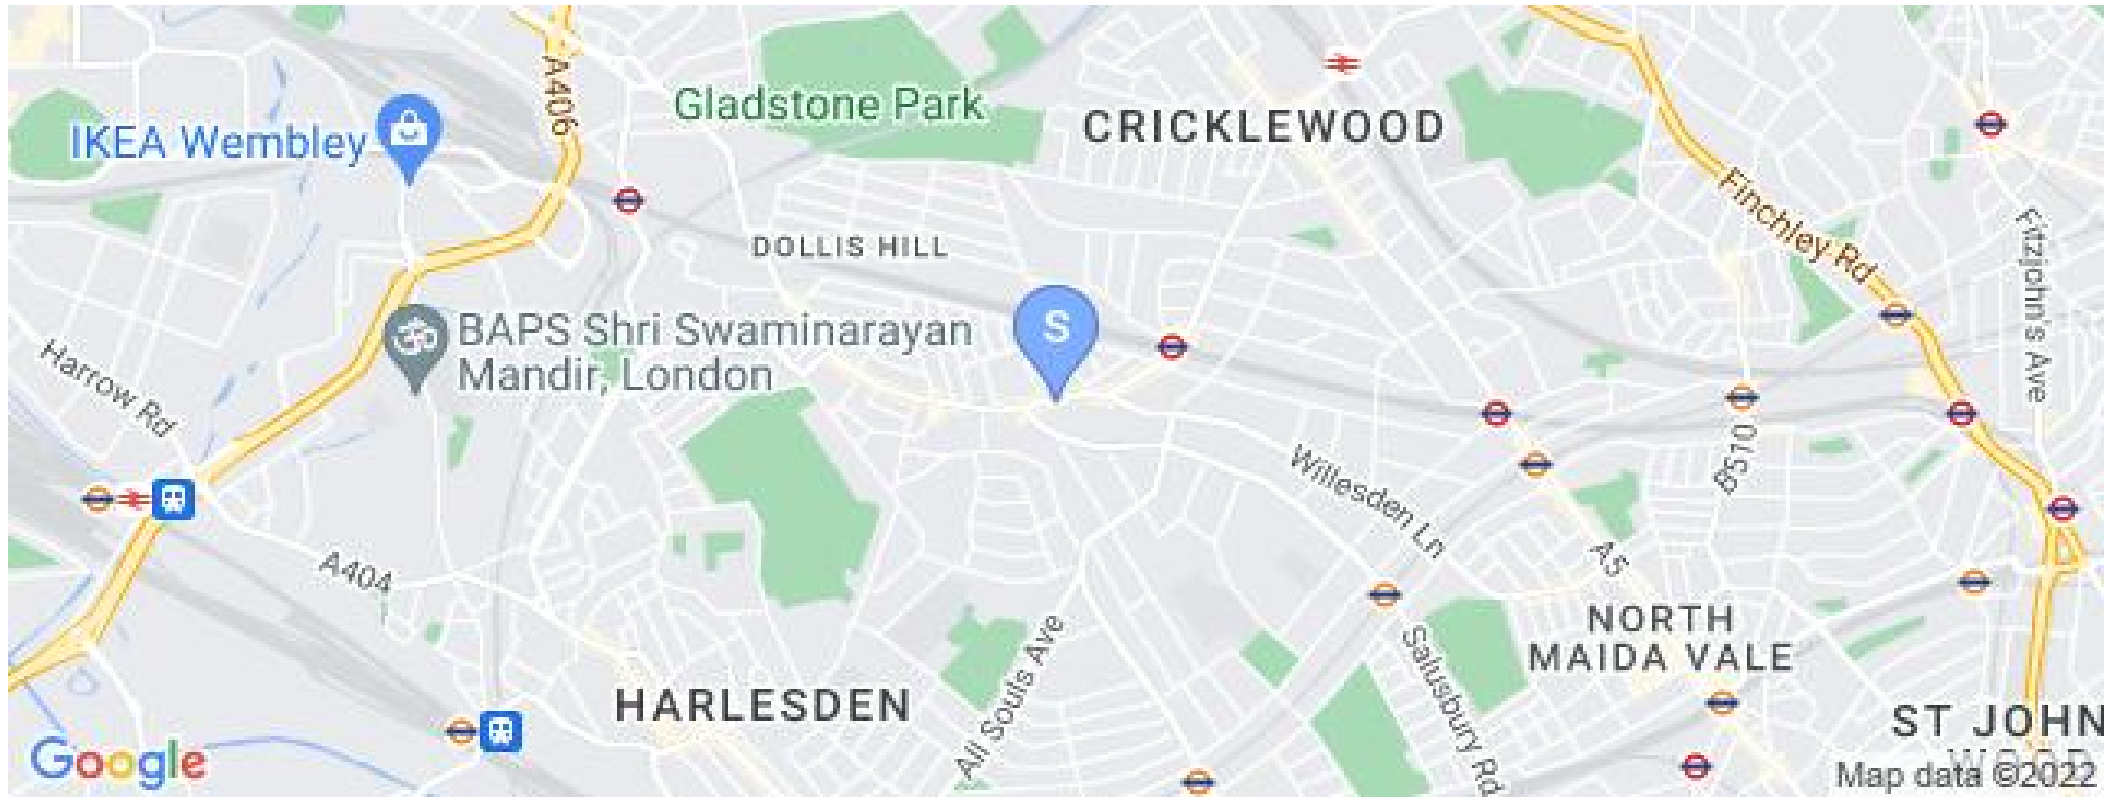 A406
Gladstone Park
CRICKLEWOOD
IKEA Wembley
Finchley Rd
Fitzjohn's Ave
DOLLIS HILL
S
BAPS Shri Swaminarayan
Mandir, London
Harrow Rd
B510
Willesden Ln
A5
A404
NORTH
MAIDA VALE
All Souls Ave
Salusbury Rd
HARLESDEN
ST JOHN
WOOD
Google
Map data ©2022